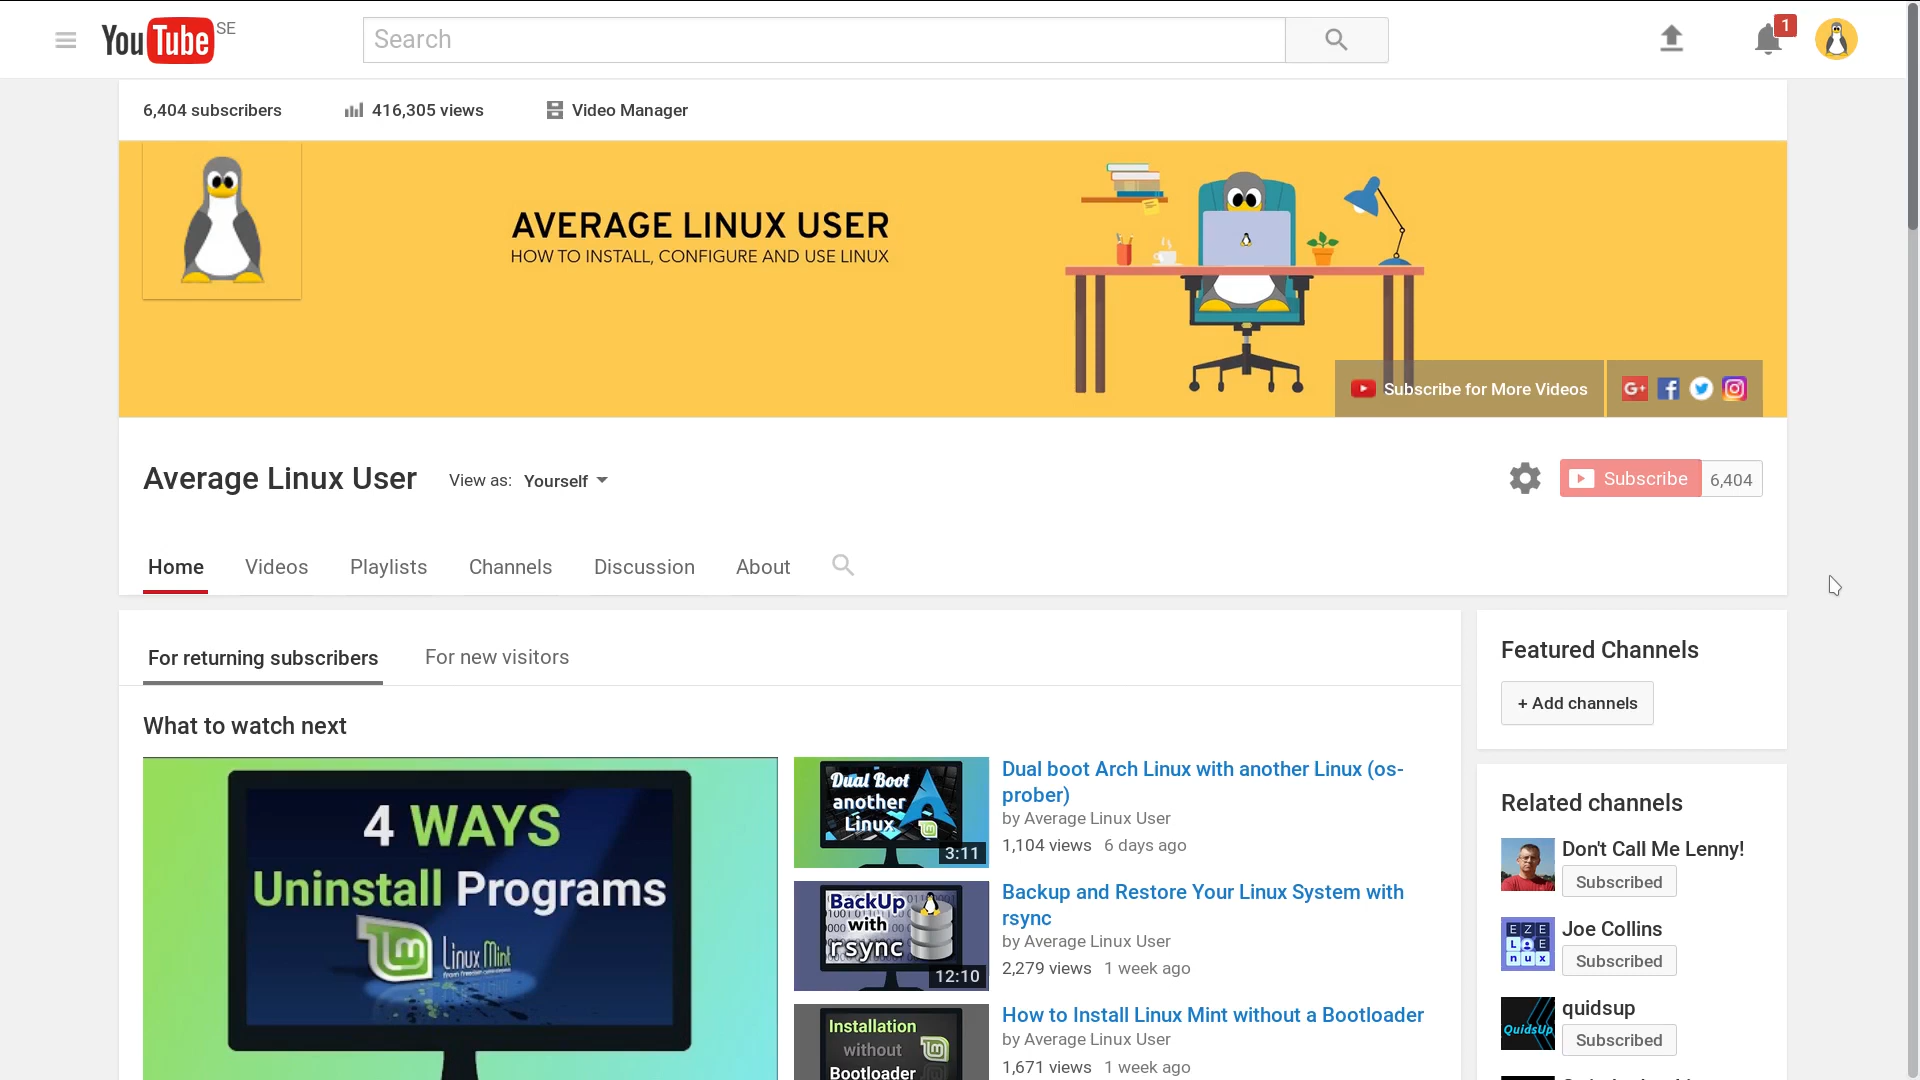 YouTube SE
Search
1
6,404 subscribers
416,305 views
Video Manager
AVERAGE LINUX USER
HOW TO INSTALL, CONFIGURE AND USE LINUX
Subscribe for More Videos
G+
Average Linux User
View as: Yourself
Subscribe 6,404
Home Videos Playlists Channels Discussion About
For returning subscribers For new visitors
What to watch next
4 WAYS
Uninstall Programs
Linux Mint
from freedom came elegance
Dual Boot
another
Linux
3:11
Dual boot Arch Linux with another Linux (os-
prober)
by Average Linux User
1,104 views 6 days ago
BackUp
with
rsync
12:10
Backup and Restore Your Linux System with
rsync
by Average Linux User
2,279 views 1 week ago
Installation
without
Bootloader
How to Install Linux Mint without a Bootloader
by Average Linux User
1,671 views 1 week ago
Featured Channels
+ Add channels
Related channels
Don't Call Me Lenny!
Subscribed
EZE
Lnux
Joe Collins
Subscribed
QuidsUp
quidsup
Subscribed